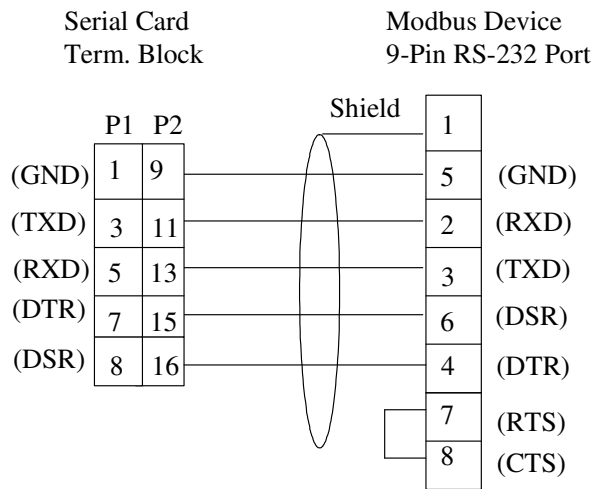 Serial Card Modbus Device
Term. Block 9-Pin RS-232 Port
Shield
P1 P2 1
(GND) 1 9 5 (GND)
(TXD) 3 11 2 (RXD)
(RXD) 5 13 3 (TXD)
(DTR) 7 15 6 (DSR)
(DSR) 8 16 4 (DTR)
7 (RTS)
8 (CTS)